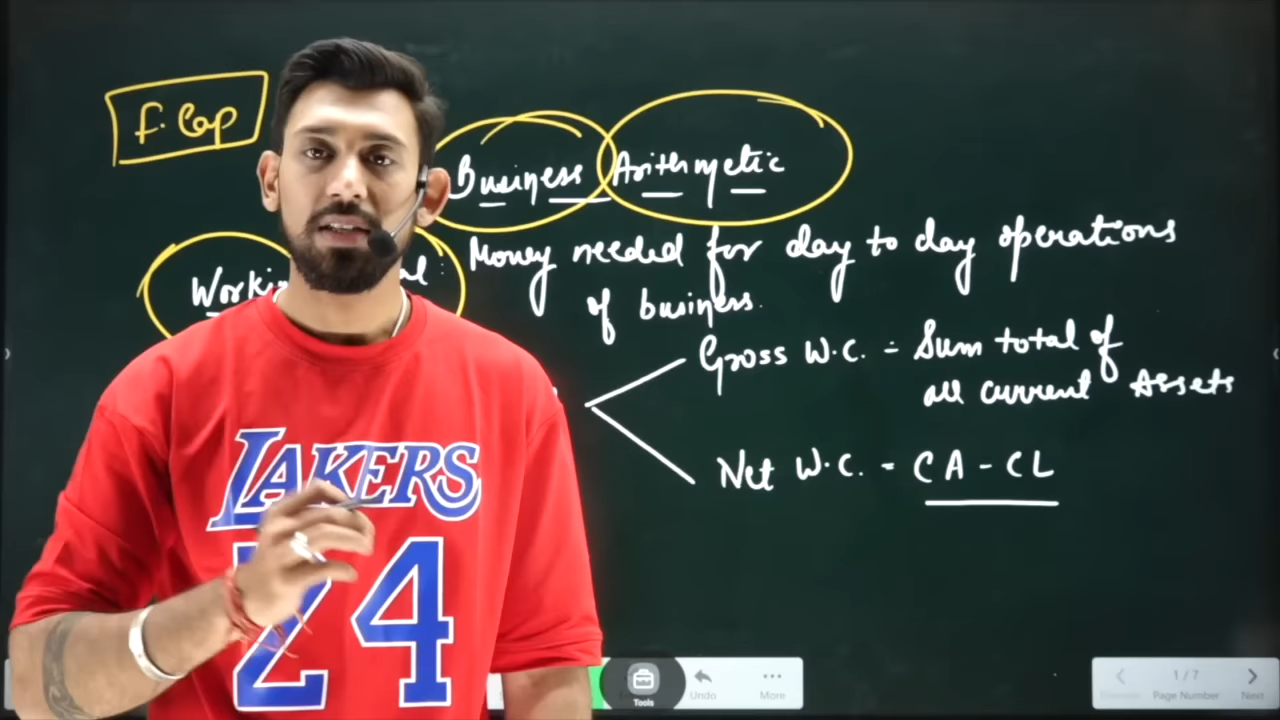 F. Cap
Business Arithmetic
Money needed for day to day operations
of business.
Gross W.C. = Sum total of
all current Assets
Net W.C. = CA - CL
LAKERS
24
Tools
Undo
More
1/7
Page Number
Next